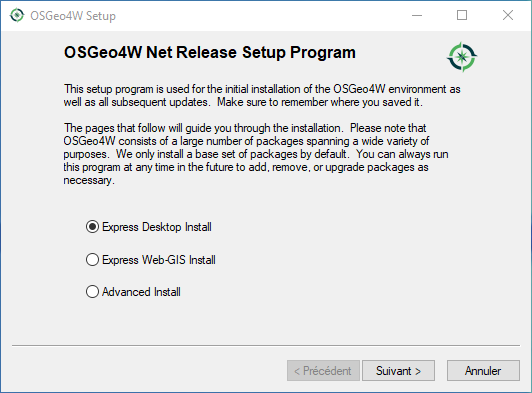 OSGeo4W Setup
OSGeo4W Net Release Setup Program
This setup program is used for the initial installation of the OSGeo4W environment as
well as all subsequent updates.  Make sure to remember where you saved it.
The pages that follow will guide you through the installation.  Please note that
OSGeo4W consists of a large number of packages spanning a wide variety of
purposes.  We only install a base set of packages by default.  You can always run
this program at any time in the future to add, remove, or upgrade packages as
necessary.
Express Desktop Install
Express Web-GIS Install
Advanced Install
< Précédent Suivant > Annuler